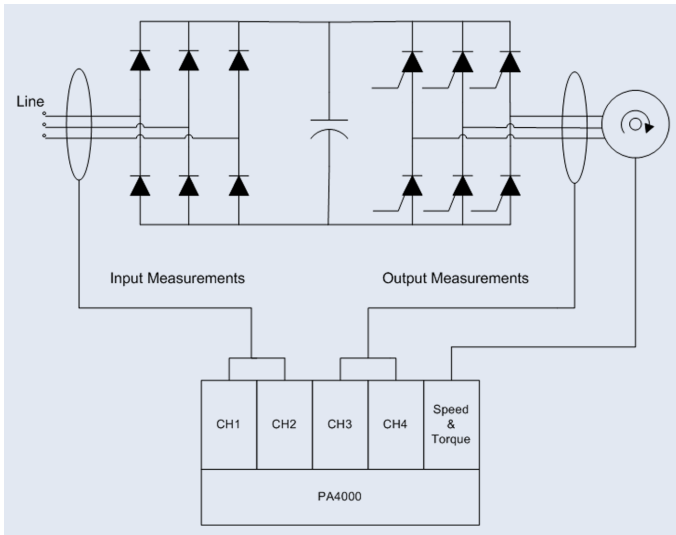 Line
Input Measurements
Output Measurements
CH1
CH2
CH3
CH4
Speed
&
Torque
PA4000